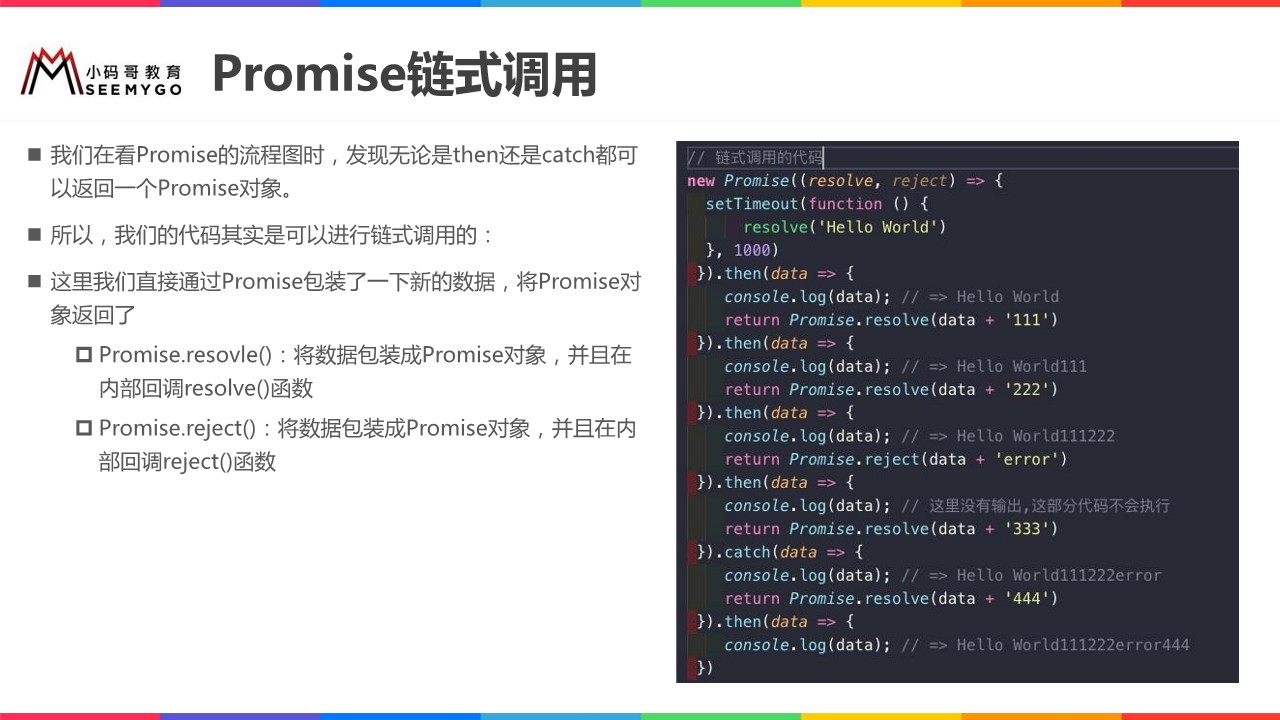 小码哥教育
SEEMYGO
Promise链式调用
■ 我们在看Promise的流程图时，发现无论是then还是catch都可
以返回一个Promise对象。
■ 所以，我们的代码其实是可以进行链式调用的：
■ 这里我们直接通过Promise包装了一下新的数据，将Promise对
象返回了
Promise.resovle()：将数据包装成Promise对象，并且在
内部回调resolve()函数
Promise.reject()：将数据包装成Promise对象，并且在内
部回调reject()函数
// 链式调用的代码
new Promise((resolve, reject) => {
  setTimeout(function () {
      resolve('Hello World')
  }, 1000)
}).then(data => {
    console.log(data); // => Hello World
    return Promise.resolve(data + '111')
}).then(data => {
    console.log(data); // => Hello World111
    return Promise.resolve(data + '222')
}).then(data => {
    console.log(data); // => Hello World111222
    return Promise.reject(data + 'error')
}).then(data => {
    console.log(data); // 这里没有输出,这部分代码不会执行
    return Promise.resolve(data + '333')
}).catch(data => {
    console.log(data); // => Hello World111222error
    return Promise.resolve(data + '444')
}).then(data => {
    console.log(data); // => Hello World111222error444
})